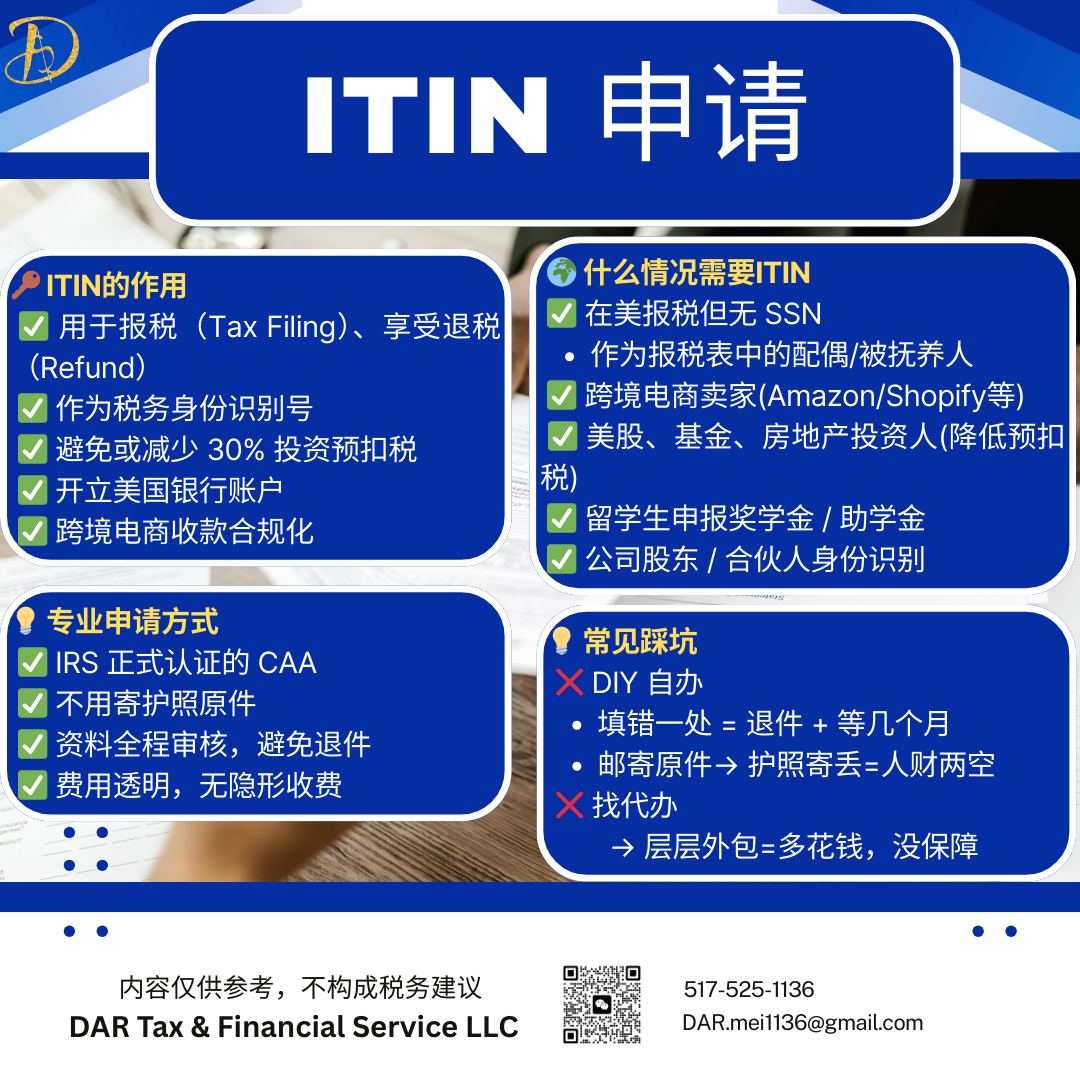 ITIN 申请
🔑 ITIN的作用
✅ 用于报税（Tax Filing）、享受退税
（Refund）
✅ 作为税务身份识别号
✅ 避免或减少 30% 投资预扣税
✅ 开立美国银行账户
✅ 跨境电商收款合规化
🌍 什么情况需要ITIN
✅ 在美报税但无 SSN
• 作为报税表中的配偶/被抚养人
✅ 跨境电商卖家(Amazon/Shopify等)
✅ 美股、基金、房地产投资人(降低预扣
税)
✅ 留学生申报奖学金 / 助学金
✅ 公司股东 / 合伙人身份识别
💡 专业申请方式
✅ IRS 正式认证的 CAA
✅ 不用寄护照原件
✅ 资料全程审核，避免退件
✅ 费用透明，无隐形收费
💡 常见踩坑
❌ DIY 自办
• 填错一处 = 退件 + 等几个月
• 邮寄原件→ 护照寄丢=人财两空
❌ 找代办
→ 层层外包=多花钱，没保障
内容仅供参考，不构成税务建议
DAR Tax & Financial Service LLC
517-525-1136
DAR.mei1136@gmail.com